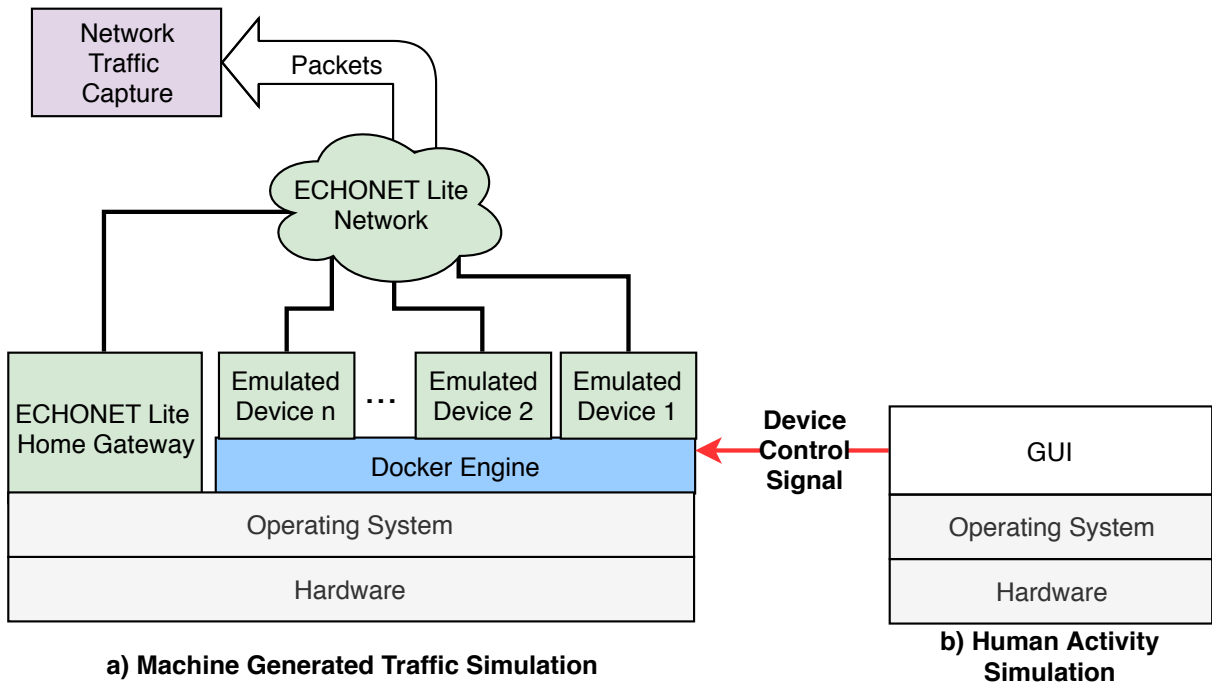 Network
Traffic
Capture
Packets
ECHONET Lite
Network
ECHONET Lite
Home Gateway
Emulated
Device n
...
Emulated
Device 2
Emulated
Device 1
Docker Engine
Operating System
Hardware
Device
Control
Signal
GUI
Operating System
Hardware
a) Machine Generated Traffic Simulation
b) Human Activity
Simulation